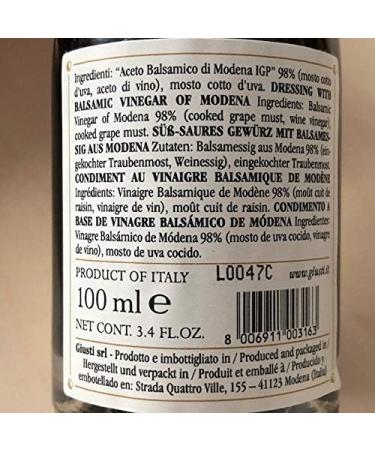 Ingredienti: "Aceto Balsamico di Modena IGP" 98% (mosto cotto
d'uva, aceto di vino), mosto cotto d'uva. DRESSING WITH
BALSAMIC VINEGAR OF MODENA Ingredients: Balsamic
Vinegar of Modena 98% (cooked grape must, wine vinegar),
cooked grape must. SÜß-SAURES GEWÜRZ MIT BALSAMES-
SIG AUS MODENA Zutaten: Balsamessig aus Modena 98% (ein-
gekochter Traubenmost, Weinessig), eingekochter Traubenmost.
CONDIMENT AU VINAIGRE BALSAMIQUE DE MODÈNE
Ingrédients: Vinaigre Balsamique de Modène 98% (moût cuit de
raisin, vinaigre de vin), moût cuit de raisin. CONDIMENTO A
BASE DE VINAGRE BALSÁMICO DE MÓDENA Ingredientes:
Vinagre Balsámico de Módena 98% (mosto de uva cocido, vinagre
de vino), mosto de uva cocido.
PRODUCT OF ITALY L0047C www.giusti.it
100 ml e
NET CONT. 3.4 FL.OZ.
8 006911 003163
Giusti srl - Prodotto e imbottigliato in / Produced and packaged in /
Hergestellt und verpackt in / Produit et emballé à / Producido y
embotellado en: Strada Quattro Ville, 155 – 41123 Modena (Italia)